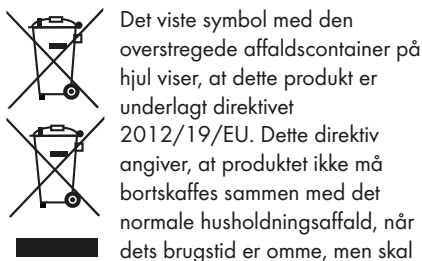 Det viste symbol med den
overstregede affaldscontainer på
hjul viser, at dette produkt er
underlagt direktivet
2012/19/EU. Dette direktiv
angiver, at produktet ikke må
bortskaffes sammen med det
normale husholdningsaffald, når
dets brugstid er omme, men skal